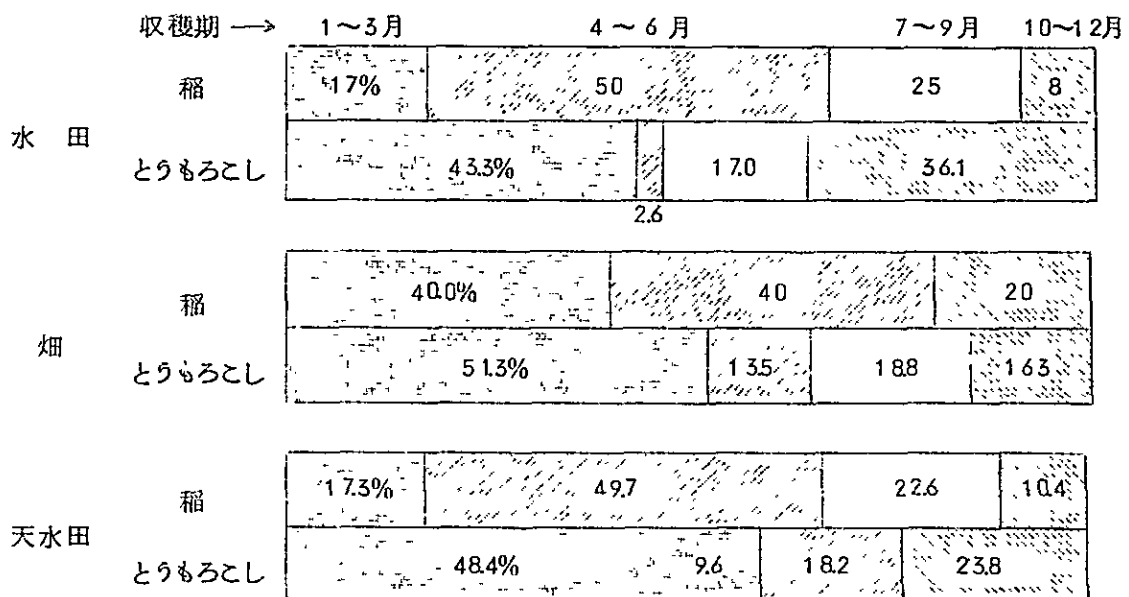 収穫期 → 1～3月 4～6月 7～9月 10～12月
稲 17% 50 25 8
水田
とうもろこし 43.3% 17.0 36.1
2.6
稲 40.0% 40 20
畑
とうもろこし 51.3% 13.5 18.8 16.3
稲 17.3% 49.7 22.6 10.4
天水田
とうもろこし 48.4% 9.6 18.2 23.8